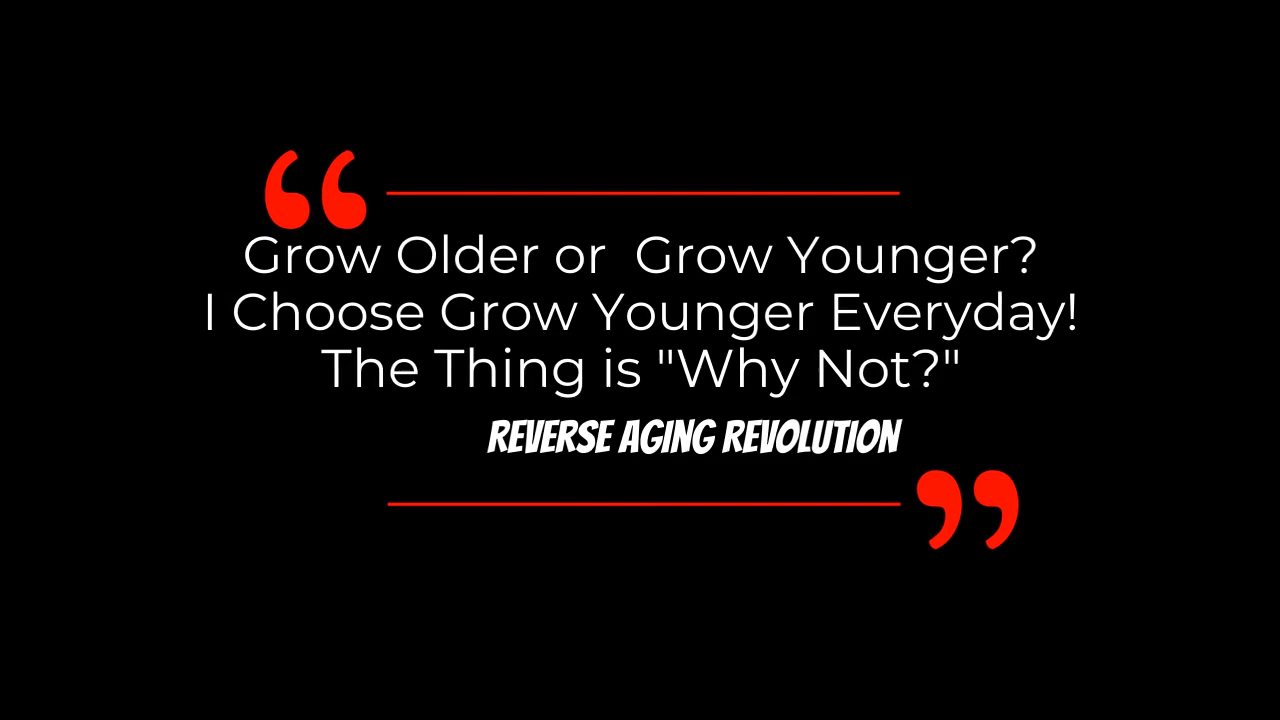 Grow Older or  Grow Younger?
I Choose Grow Younger Everyday!
The Thing is "Why Not?"
REVERSE AGING REVOLUTION